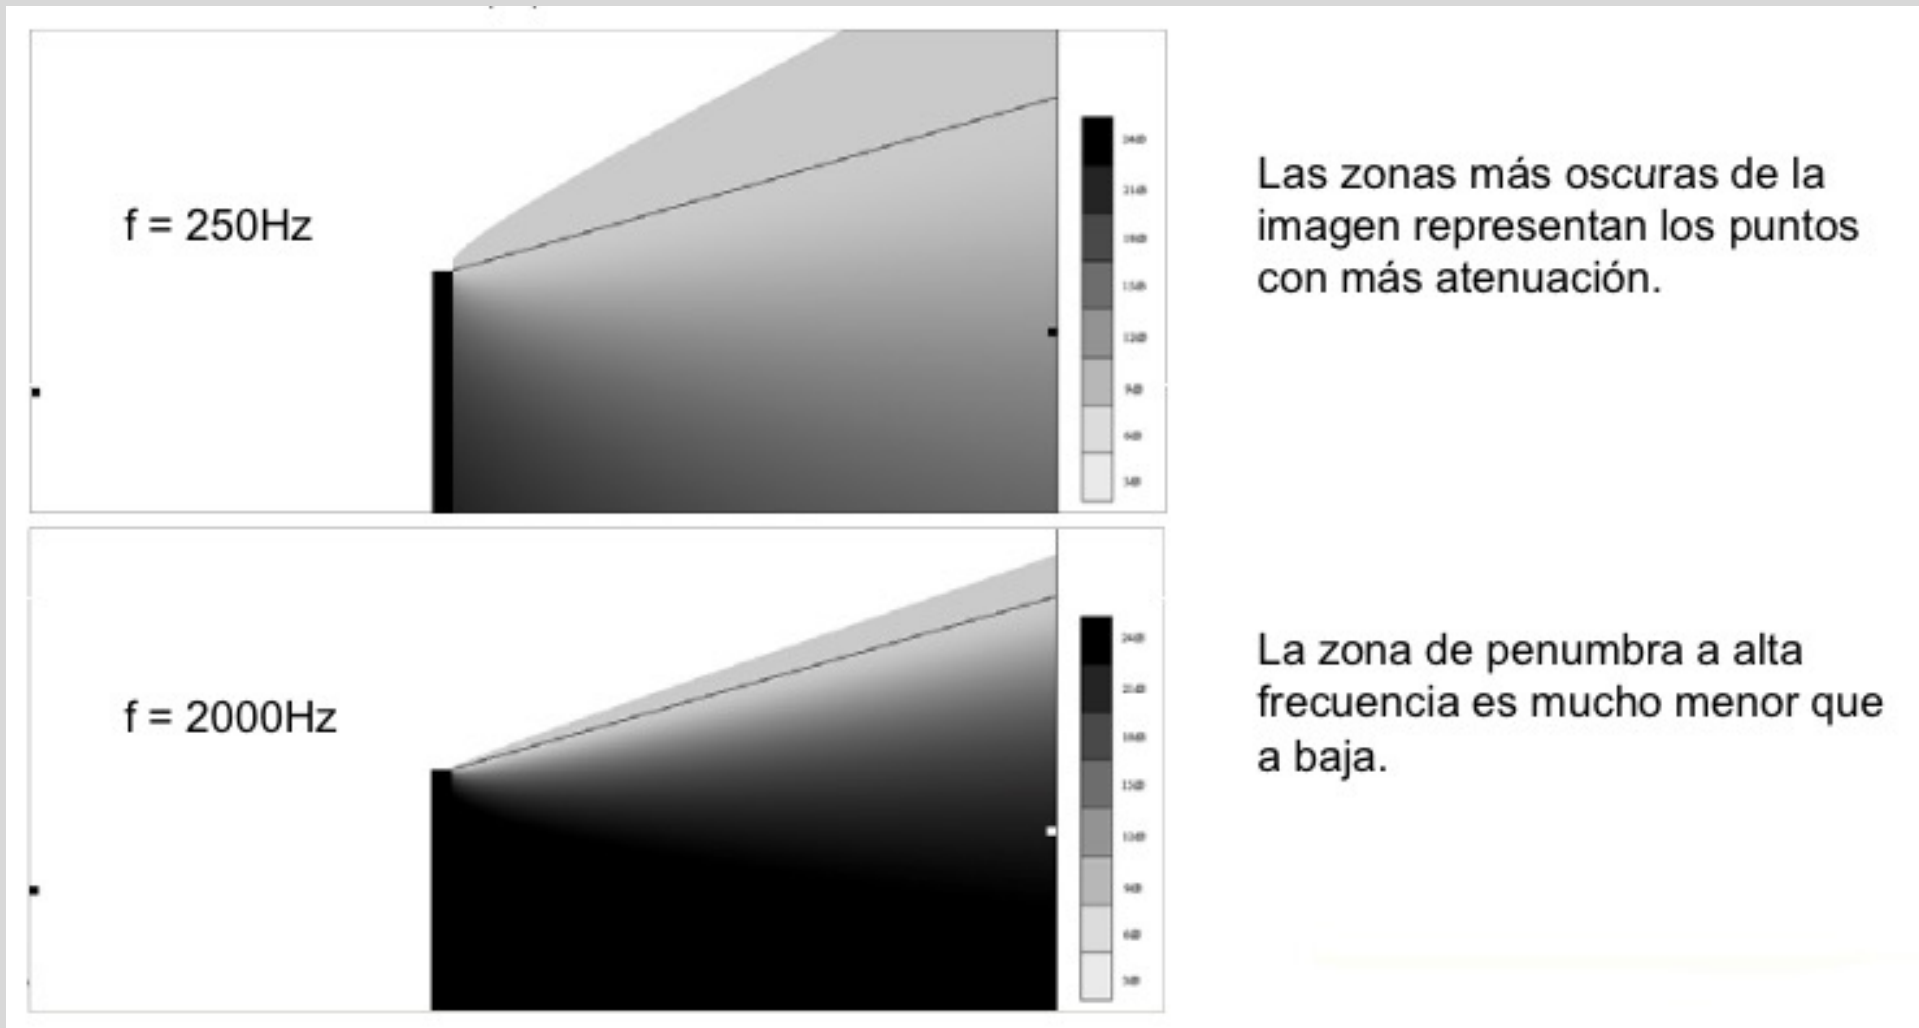 f = 250Hz
Las zonas más oscuras de la
imagen representan los puntos
con más atenuación.
f = 2000Hz
La zona de penumbra a alta
frecuencia es mucho menor que
a baja.